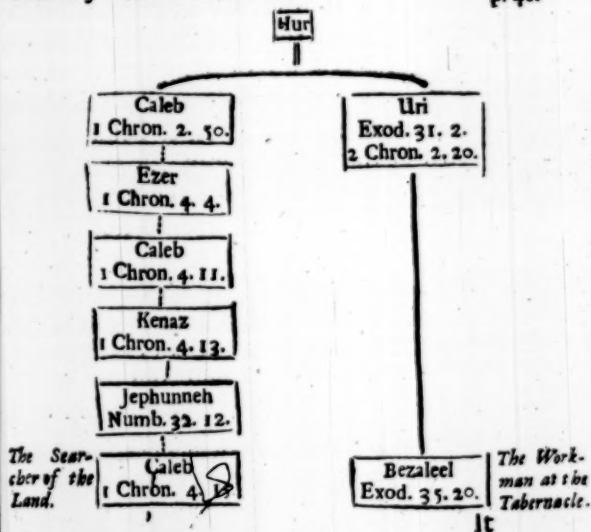 Hur
Caleb
1 Chron. 2. 50.
Uri
Exod. 31. 2.
2 Chron. 2. 20.
Ezer
1 Chron. 4. 4.
Caleb
1 Chron. 4. 11.
Kenaz
1 Chron. 4. 13.
Jephunneh
Numb. 32. 12.
The Sear-
cher of the
Land.
Caleb
1 Chron. 4.
Bezaleel
Exod. 35. 20.
The Work-
man at the
Tabernacle.
It